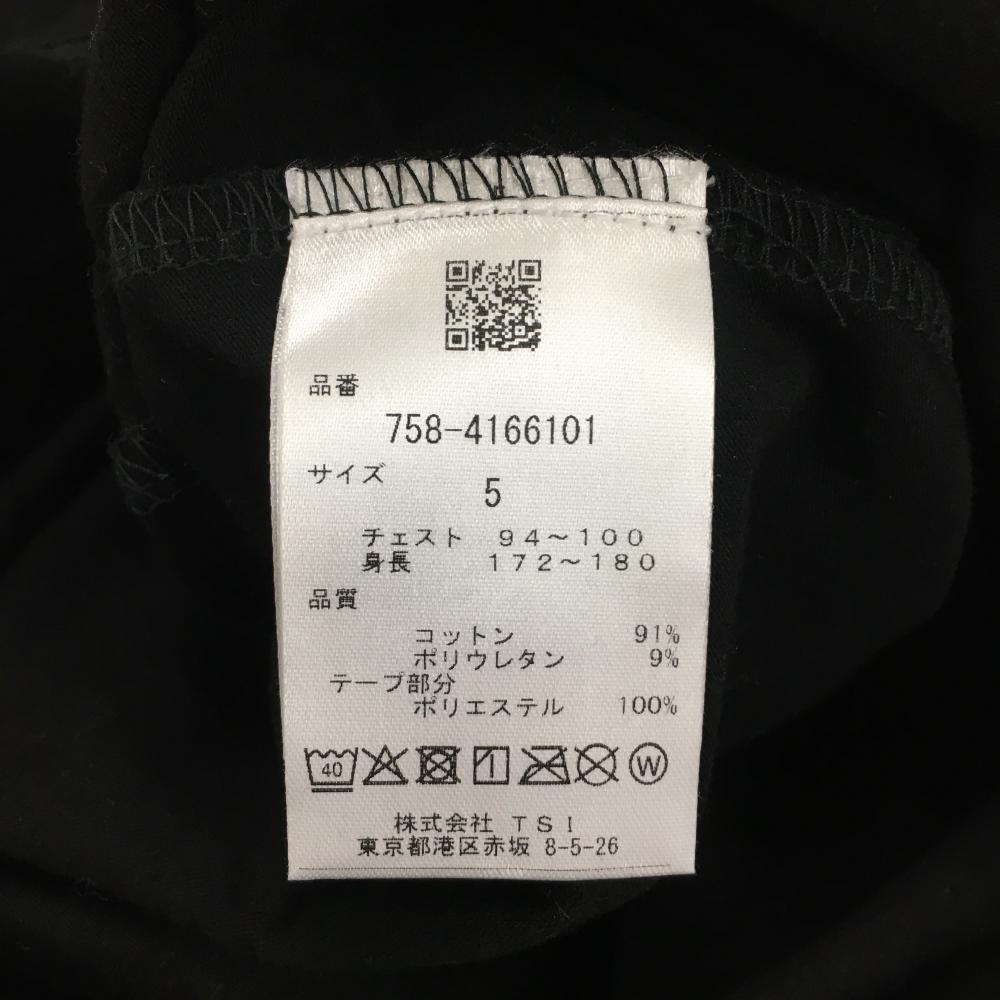 品番
758-4166101
サイズ
5
チェスト 94~100
身長 172~180
品質
コットン 91%
ポリウレタン 9%
テープ部分
ポリエステル 100%
40 W
株式会社 TSI
東京都港区赤坂 8-5-26